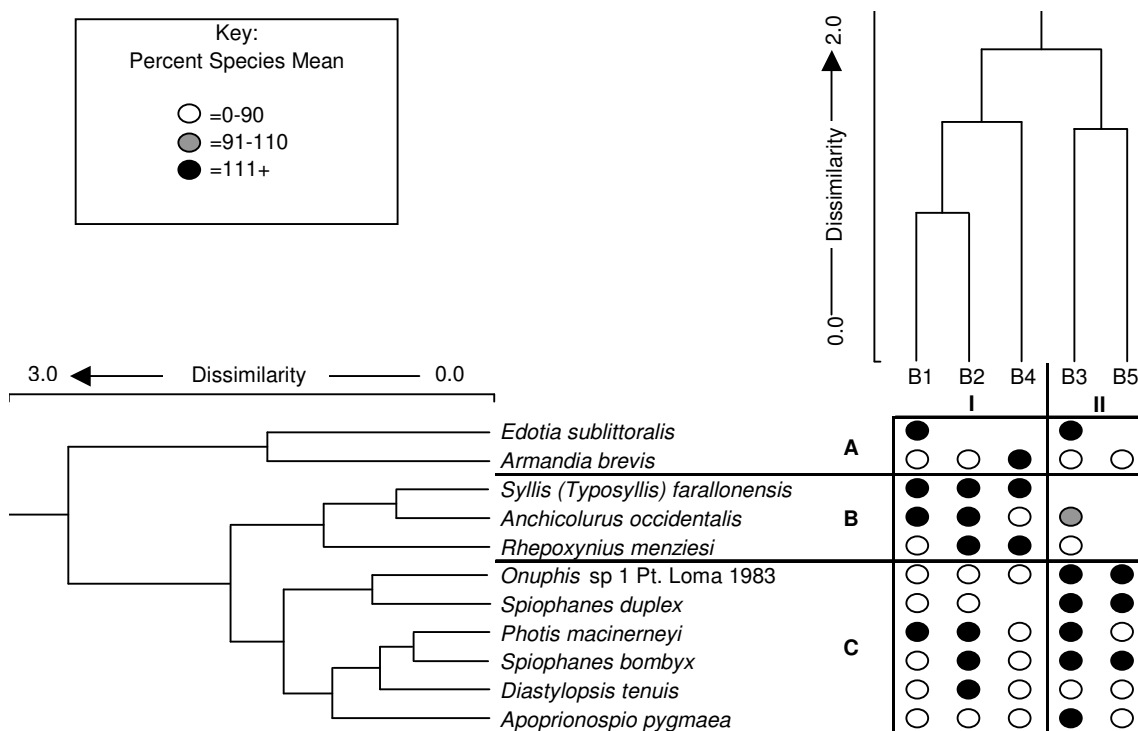 Key:
Percent Species Mean
=0-90
=91-110
=111+
2.0
Dissimilarity
0.0
3.0 Dissimilarity 0.0
B1 B2 B4 B3 B5
I II
Edotia sublittoralis
A
Armandia brevis
Syllis (Typosyllis) farallonensis
Anchicolurus occidentalis
B
Rhepoxynius menziesi
Onuphis sp 1 Pt. Loma 1983
Spiophanes duplex
Photis macinerneyi
C
Spiophanes bombyx
Diastylopsis tenuis
Apoprionospio pygmaea